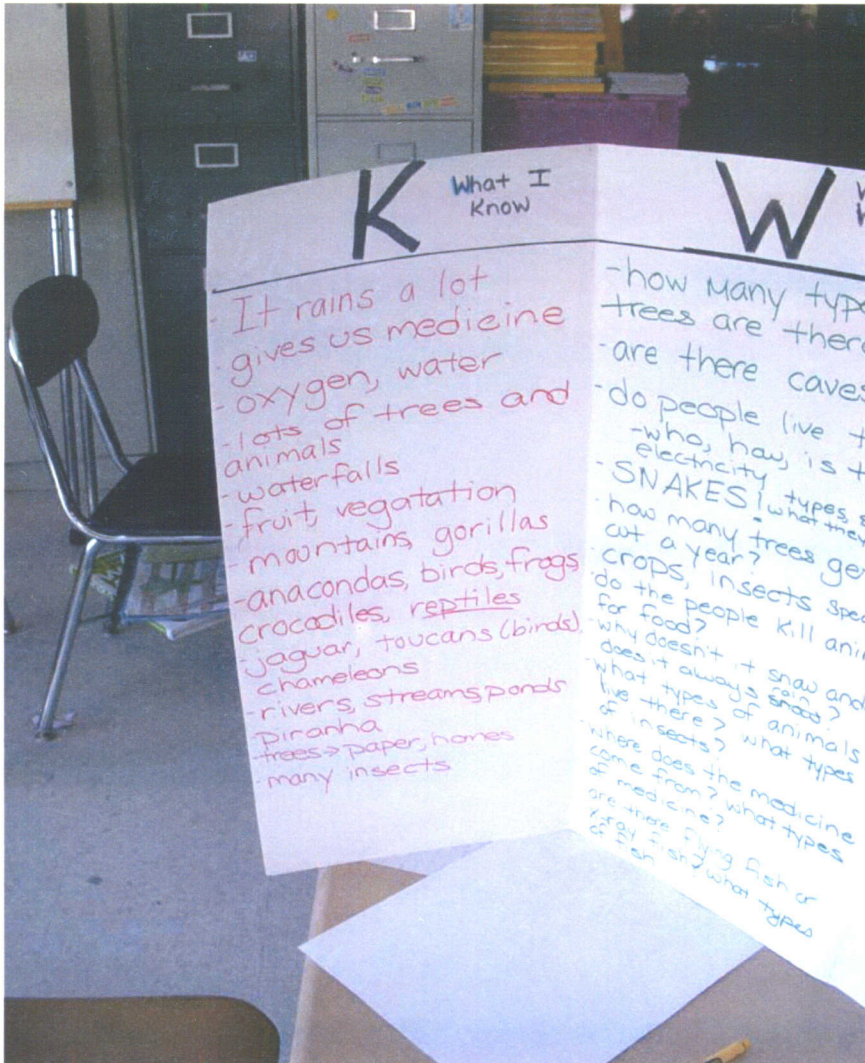 K
What I
Know
- It rains a lot
- gives us medicine
- oxygen, water
- lots of trees and
animals
- waterfalls
- fruit, vegatation
- mountains, gorillas
- anacondas, birds, frogs,
crocodiles, reptiles
- jaguar, toucans (birds),
chameleons
- rivers, streams, ponds
piranha
- trees → paper, homes
- many insects
W
- how many
trees are
- are there caves
- do people live
- who, how, is
electricity
- SNAKES! types,
what they
- how many trees
cut a year?
- crops, insects
do the people kill
for food?
- why doesn't it snow and
does it always rain?
- what types of animals
live there? what types
of insects?
- where does the medicine
come from? what types
of medicine?
are there flying fish or
x-ray fish? what types
of fish